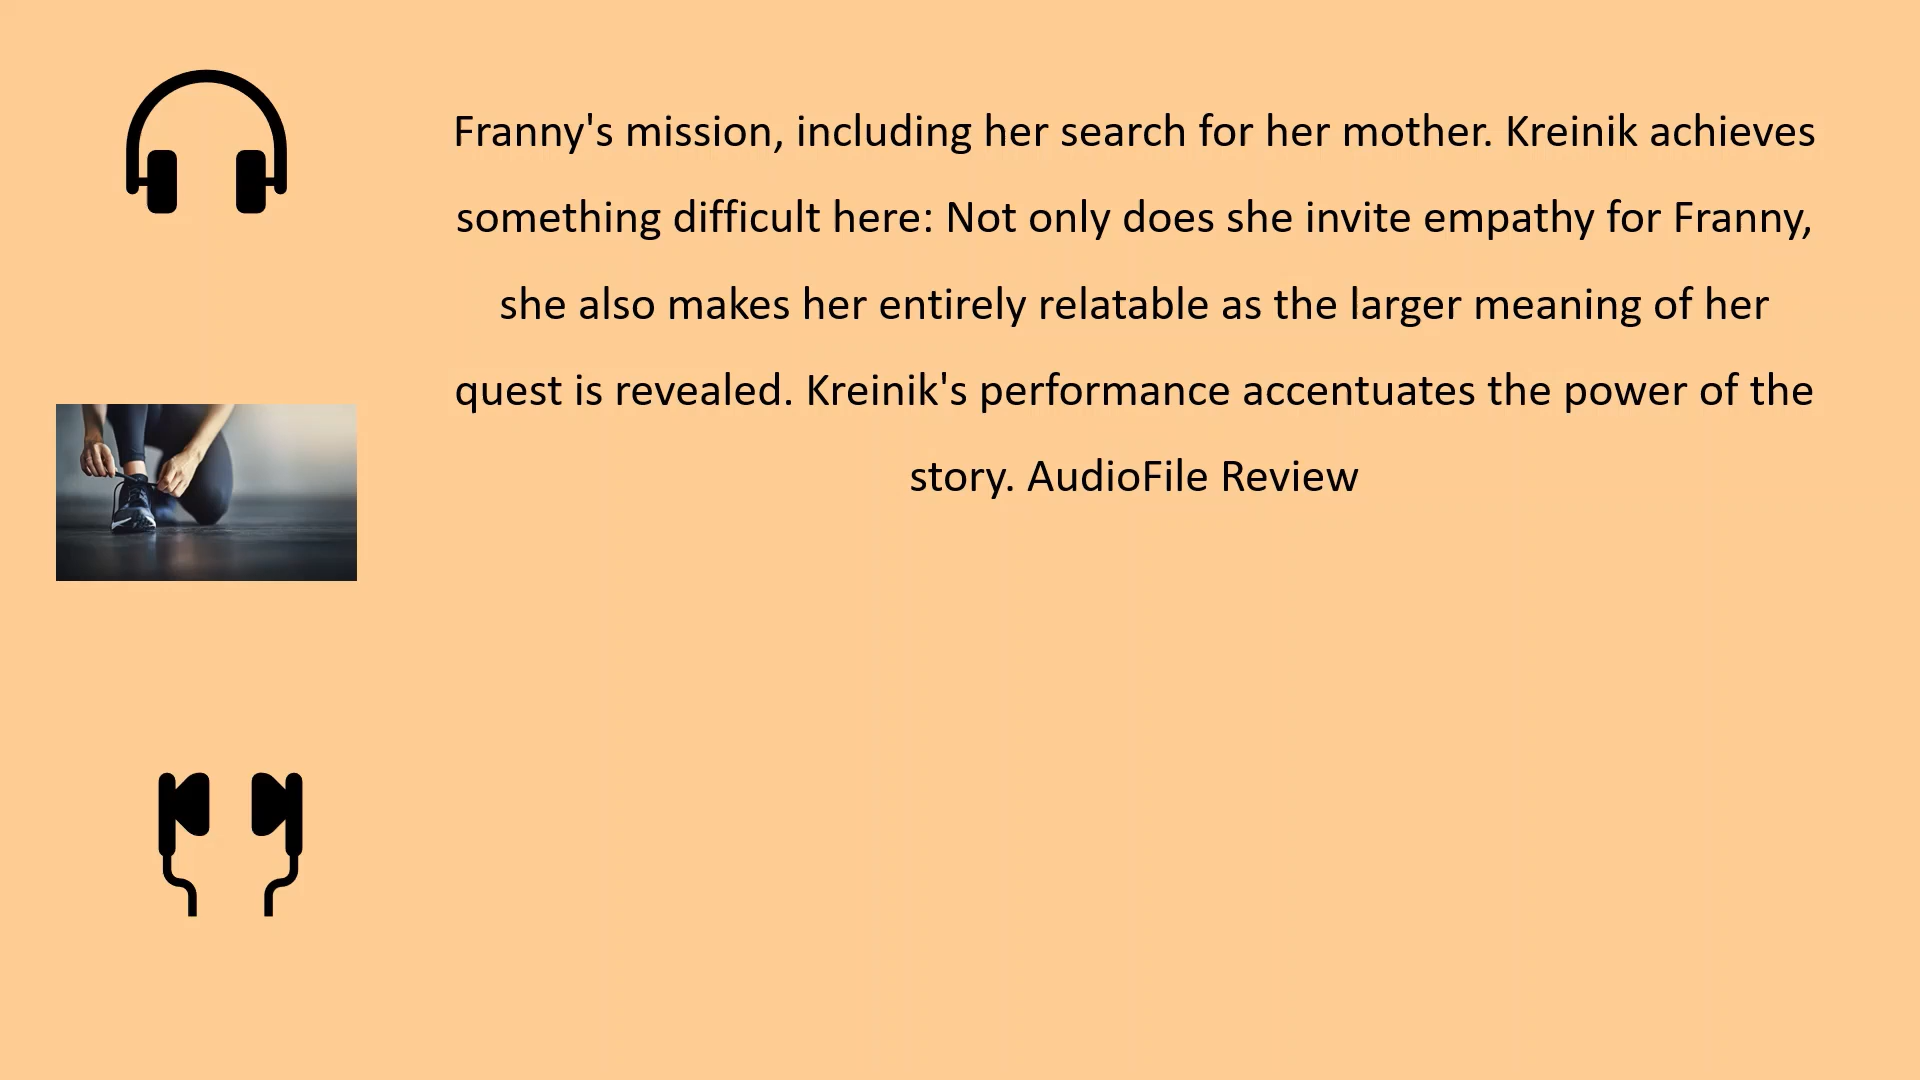 Franny's mission, including her search for her mother. Kreinik achieves
something difficult here: Not only does she invite empathy for Franny,
she also makes her entirely relatable as the larger meaning of her
quest is revealed. Kreinik's performance accentuates the power of the
story. AudioFile Review